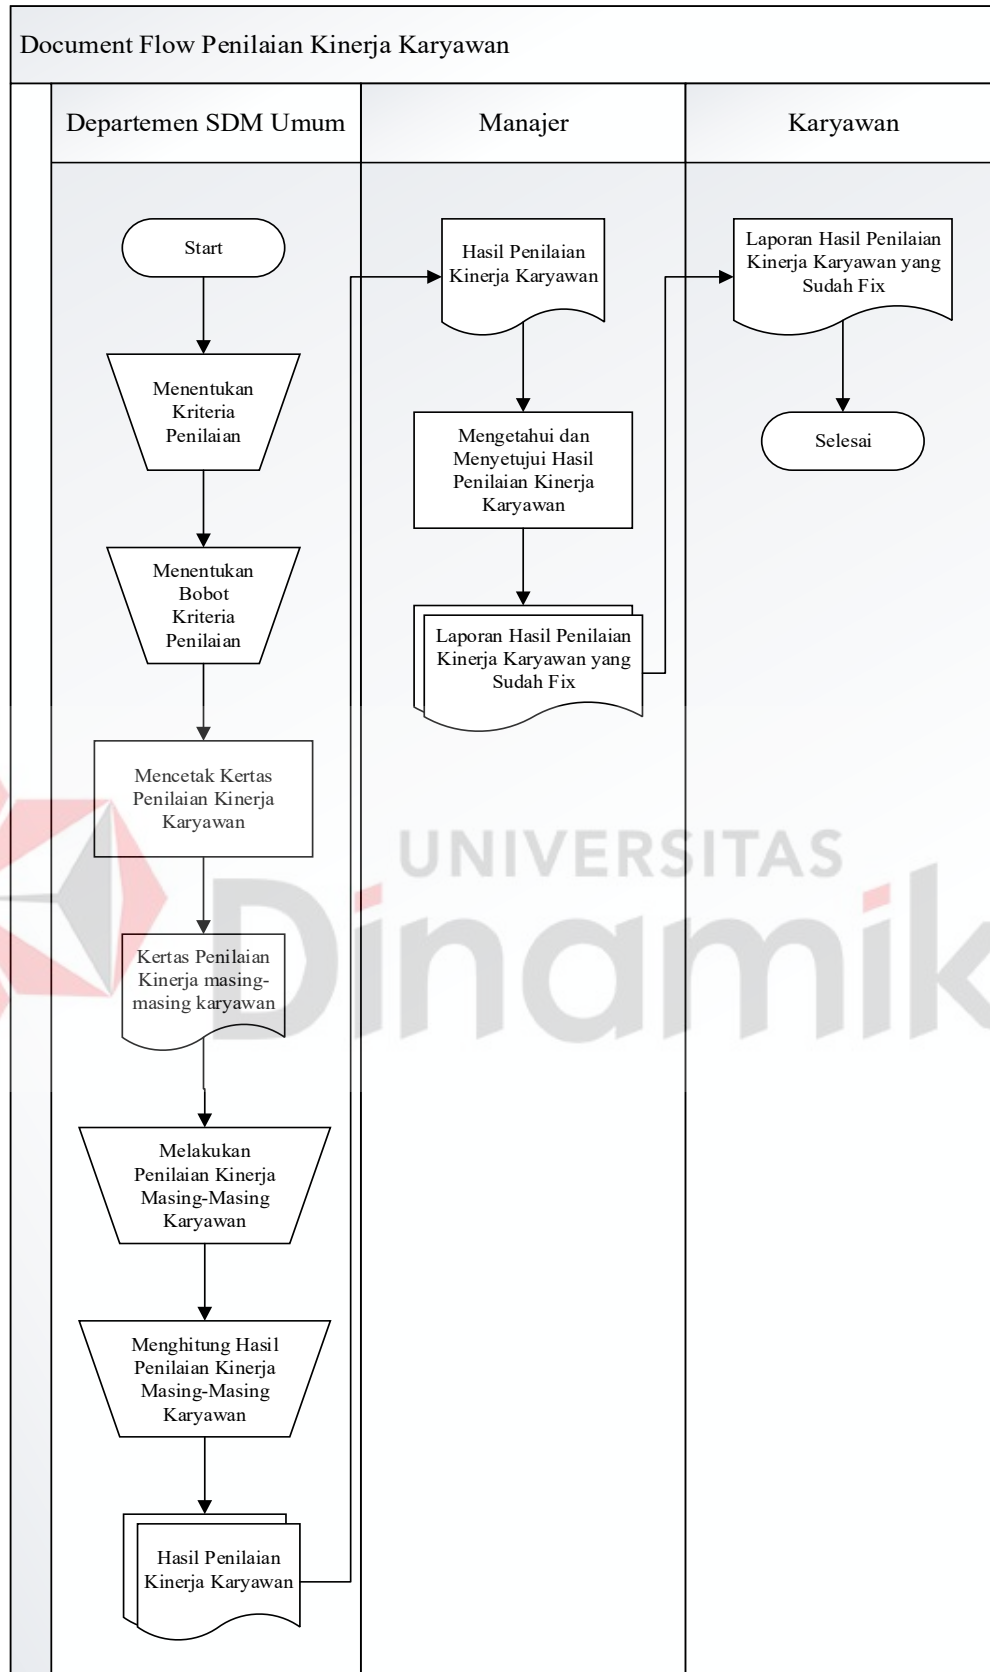 Document Flow Penilaian Kinerja Karyawan
Departemen SDM Umum
Manajer
Karyawan
Start
Menentukan
Kriteria
Penilaian
Menentukan
Bobot
Kriteria
Penilaian
Mencetak Kertas
Penilaian Kinerja
Karyawan
Kertas Penilaian
Kinerja masing-
masing karyawan
Melakukan
Penilaian Kinerja
Masing-Masing
Karyawan
Menghitung Hasil
Penilaian Kinerja
Masing-Masing
Karyawan
Hasil Penilaian
Kinerja Karyawan
Hasil Penilaian
Kinerja Karyawan
Mengetahui dan
Menyetujui Hasil
Penilaian Kinerja
Karyawan
Laporan Hasil Penilaian
Kinerja Karyawan yang
Sudah Fix
Laporan Hasil Penilaian
Kinerja Karyawan yang
Sudah Fix
Selesai
UNIVERSITAS
Dinamik